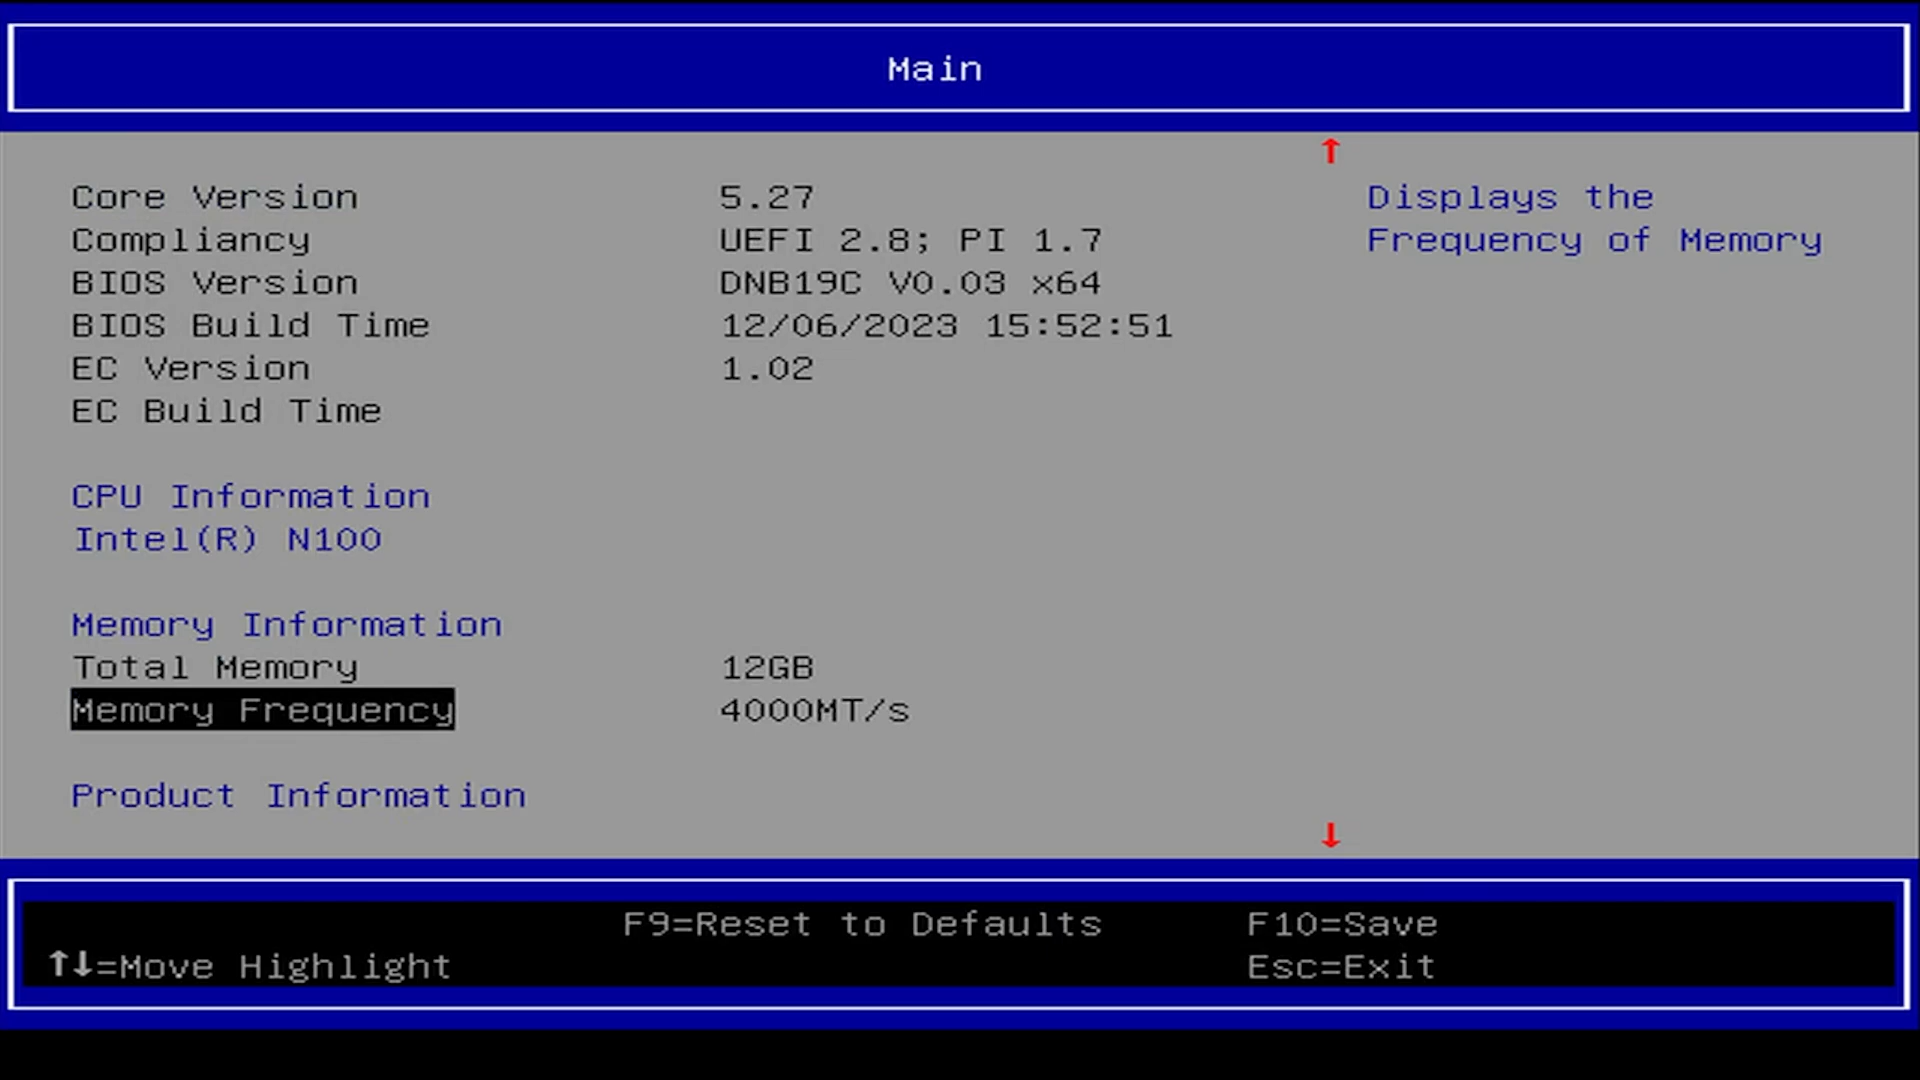 Main
↑
Core Version 5.27
Compliancy UEFI 2.8; PI 1.7
BIOS Version DNB19C V0.03 x64
BIOS Build Time 12/06/2023 15:52:51
EC Version 1.02
EC Build Time
CPU Information
Intel(R) N100
Memory Information
Total Memory 12GB
Memory Frequency 4000MT/s
Product Information
Displays the
Frequency of Memory
↓
F9=Reset to Defaults F10=Save
↑↓=Move Highlight Esc=Exit